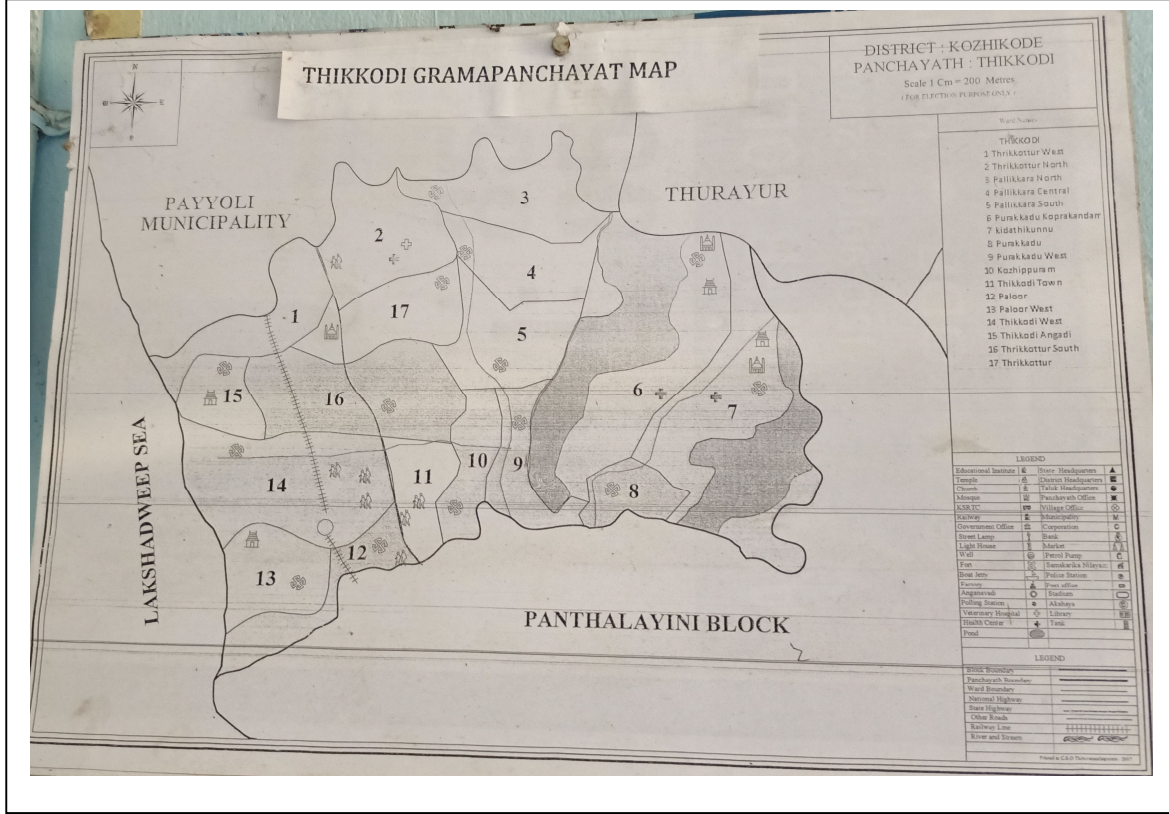 THIKKODI GRAMAPANCHAYAT MAP
DISTRICT : KOZHIKODE
PANCHAYATH : THIKKODI
Scale 1 Cm = 200 Metres
( FOR ELECTION PURPOSE ONLY )
N
W
E
S
Ward Names
THIKKODI
1 Thrikkottur West
2 Thrikkottur North
3 Pallikkara North
4 Pallikkara Central
5 Pallikkara South
6 Purakkadu Koprakandam
7 kidathikunnu
8 Purakkadu
9 Purakkadu West
10 Kozhippuram
11 Thikkodi Town
12 Paloor
13 Paloor West
14 Thikkodi West
15 Thikkodi Angadi
16 Thrikkottur South
17 Thrikkottur
PAYYOLI
MUNICIPALITY
THURAYUR
LAKSHADWEEP SEA
PANTHALAYINI BLOCK
1
2
3
4
5
6
7
8
9
10
11
12
13
14
15
16
17
LEGEND
Educational Institute
State Headquarters
Temple
District Headquarters
Church
Taluk Headquarters
Mosque
Panchayath Office
KSRTC
Village Office
Railway
Municipality
M
Government Office
Corporation
C
Street Lamp
Bank
Light House
Market
Well
Petrol Pump
Fort
Samskarika Nilayam
Boat Jetty
Police Station
Factory
Post office
Anganavadi
Stadium
Polling Station
Akshaya
Veterinary Hospital
Library
Health Center
Tank
Pond
LEGEND
Block Boundary
Panchayath Boundary
Ward Boundary
National Highway
State Highway
Other Roads
Railway Line
River and Stream